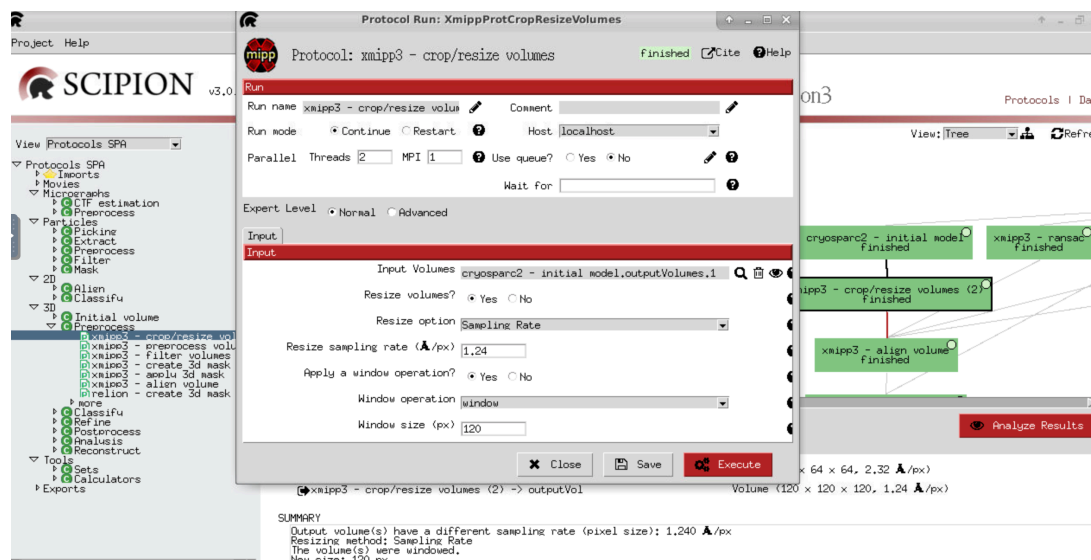 Protocol Run: XmippProtCropResizeVolumes
Project Help
SCIPION v3.0.
mipp Protocol: xmipp3 - crop/resize volumes finished Cite Help
on3
Protocols | Da
Run
Run name xmipp3 - crop/resize volum Comment
Run mode Continue Restart Host localhost
Parallel Threads 2 MPI 1 Use queue? Yes No
Wait for
Expert Level Normal Advanced
Input
Input
Input Volumes cryosparc2 - initial model.outputVolumes.1
Resize volumes? Yes No
Resize option Sampling Rate
Resize sampling rate (Å/px) 1.24
Apply a window operation? Yes No
Window operation window
Window size (px) 120
Close Save Execute
View Protocols SPA
Protocols SPA
Imports
Movies
Micrographs
CTF estimation
Preprocess
Particles
Picking
Extract
Preprocess
Filter
Mask
2D
Align
Classify
3D
Initial volume
Preprocess
xmipp3 - crop/resize vol
xmipp3 - preprocess volu
xmipp3 - filter volumes
xmipp3 - create 3d mask
xmipp3 - apply 3d mask
xmipp3 - align volume
relion - create 3d mask
more
Classify
Refine
Postprocess
Analysis
Reconstruct
Tools
Sets
Calculators
Exports
View: Tree Refre
cryosparc2 - initial model
finished
xmipp3 - ransac
finished
mipp3 - crop/resize volumes (2)
finished
xmipp3 - align volume
finished
Analyze Results
x 64 x 64, 2.32 Å/px)
xmipp3 - crop/resize volumes (2) -> outputVol Volume (120 x 120 x 120, 1.24 Å/px)
SUMMARY
Output volume(s) have a different sampling rate (pixel size): 1.240 Å/px
Resizing method: Sampling Rate
The volume(s) were windowed.
New size: 120 px